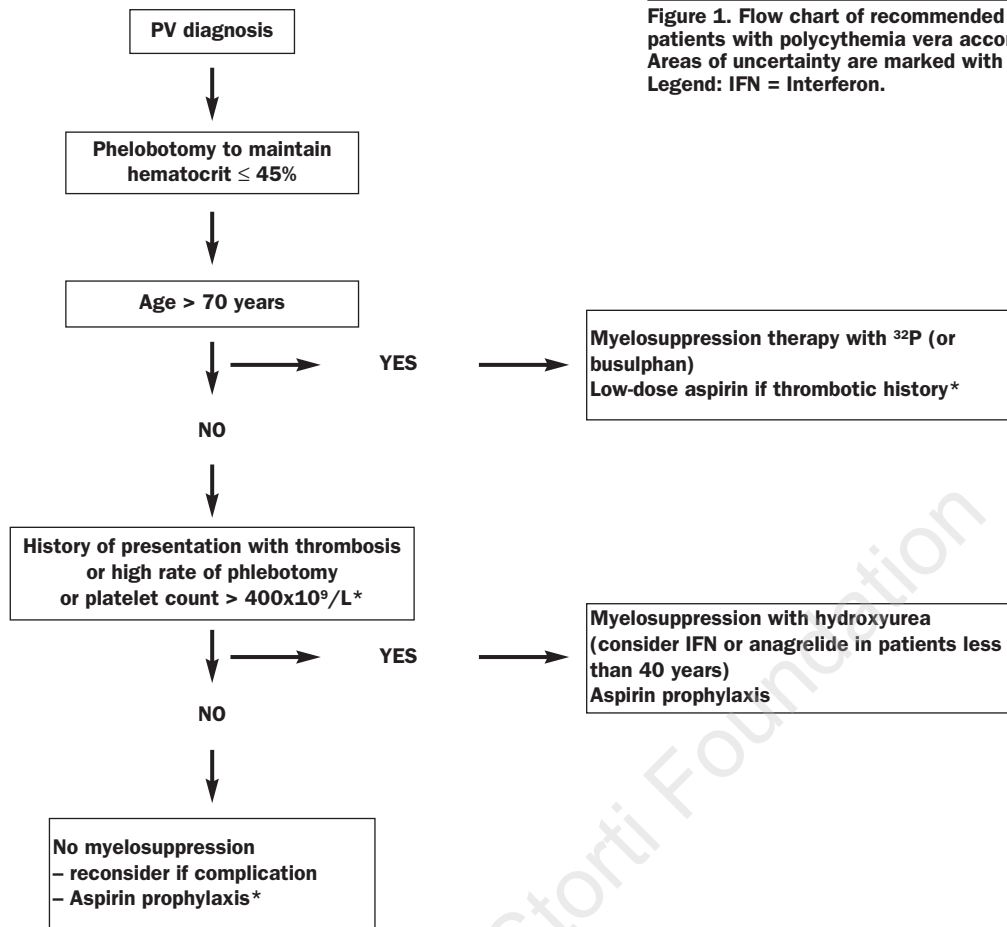 PV diagnosis
Figure 1. Flow chart of recommended
patients with polycythemia vera accor
Areas of uncertainty are marked with
Legend: IFN = Interferon.
Phelobotomy to maintain
hematocrit ≤ 45%
Age > 70 years
YES
Myelosuppression therapy with ³²P (or
busulphan)
Low-dose aspirin if thrombotic history*
NO
History of presentation with thrombosis
or high rate of phlebotomy
or platelet count > 400x10⁹/L*
YES
Myelosuppression with hydroxyurea
(consider IFN or anagrelide in patients less
than 40 years)
Aspirin prophylaxis
NO
No myelosuppression
– reconsider if complication
– Aspirin prophylaxis*
Storti Foundation